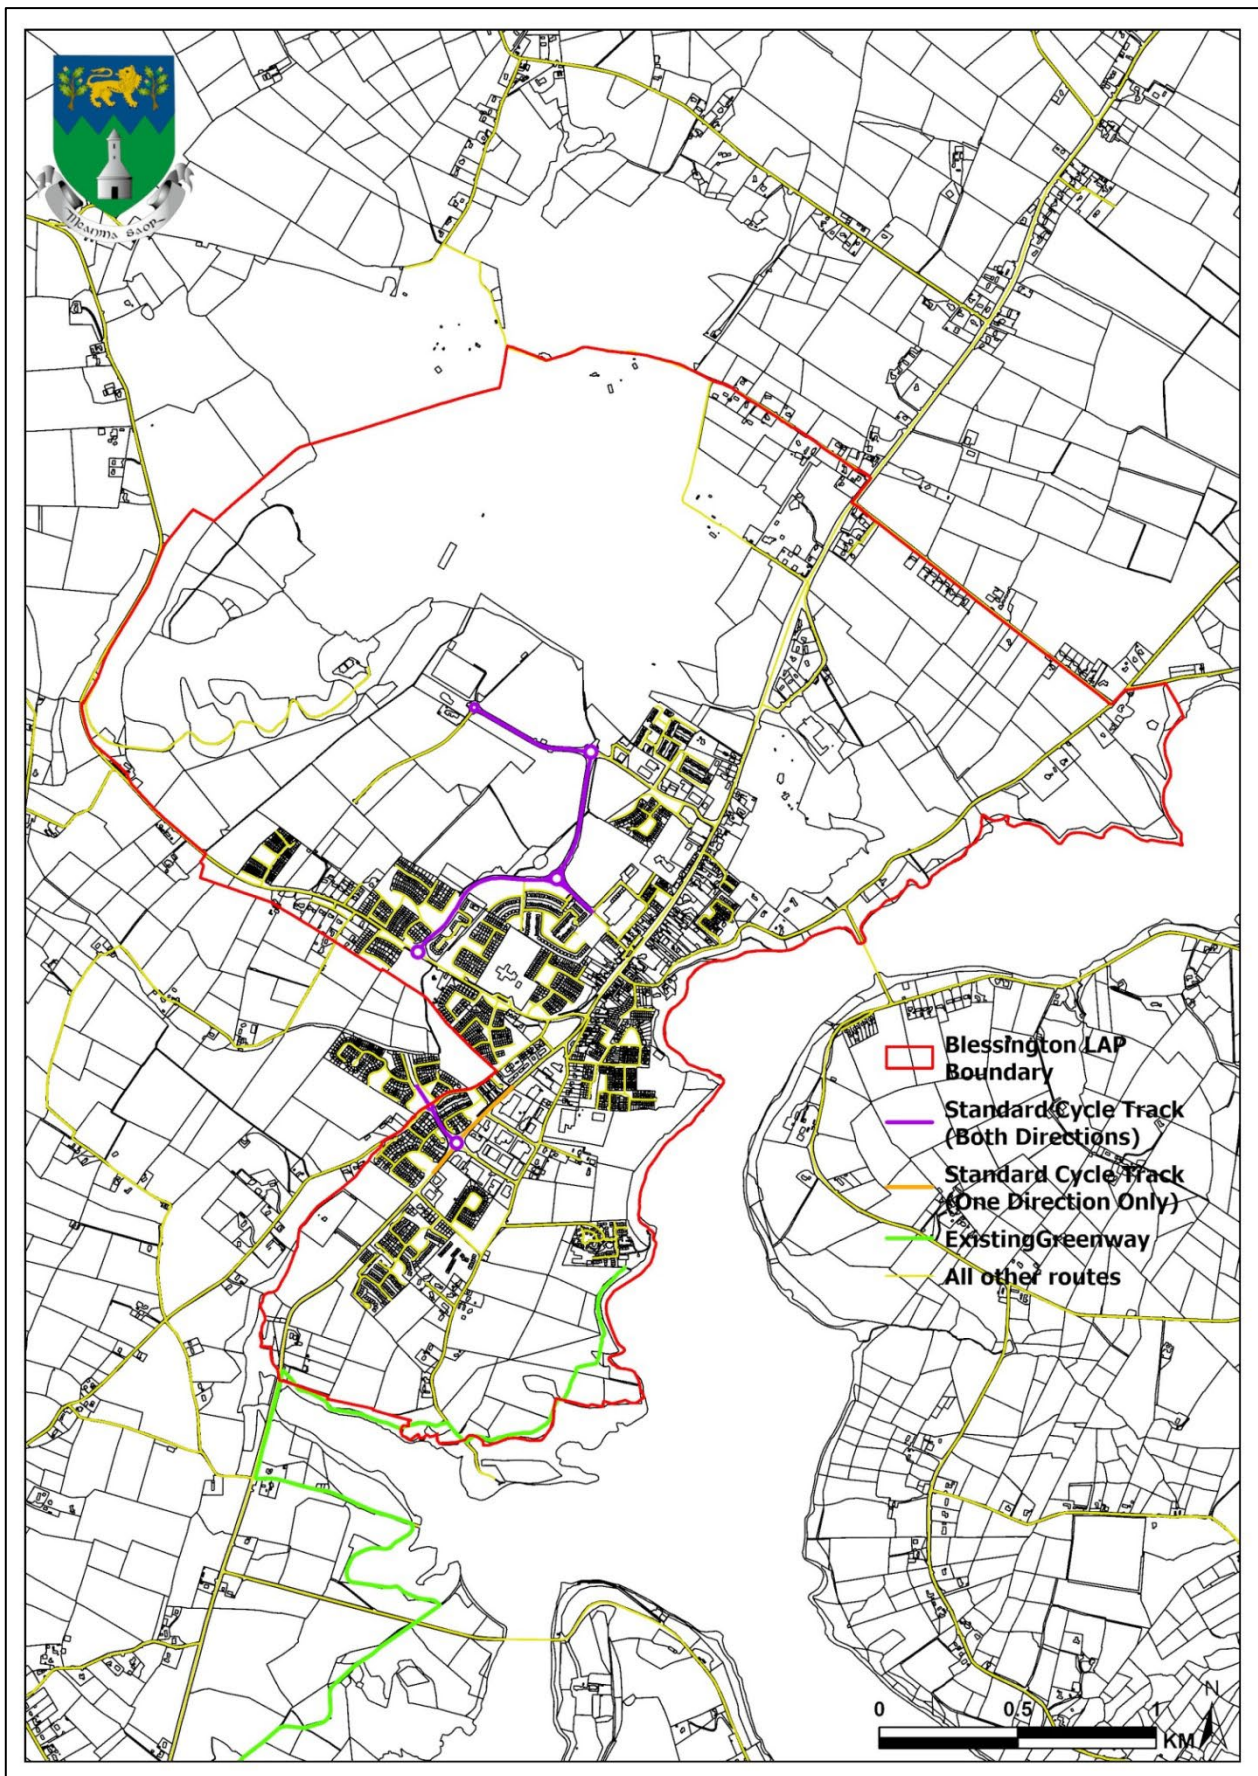 Meanma Saor
Blessington LAP
Boundary
Standard Cycle Track
(Both Directions)
Standard Cycle Track
(One Direction Only)
ExistingGreenway
All other routes
N
0 0.5 1
KM